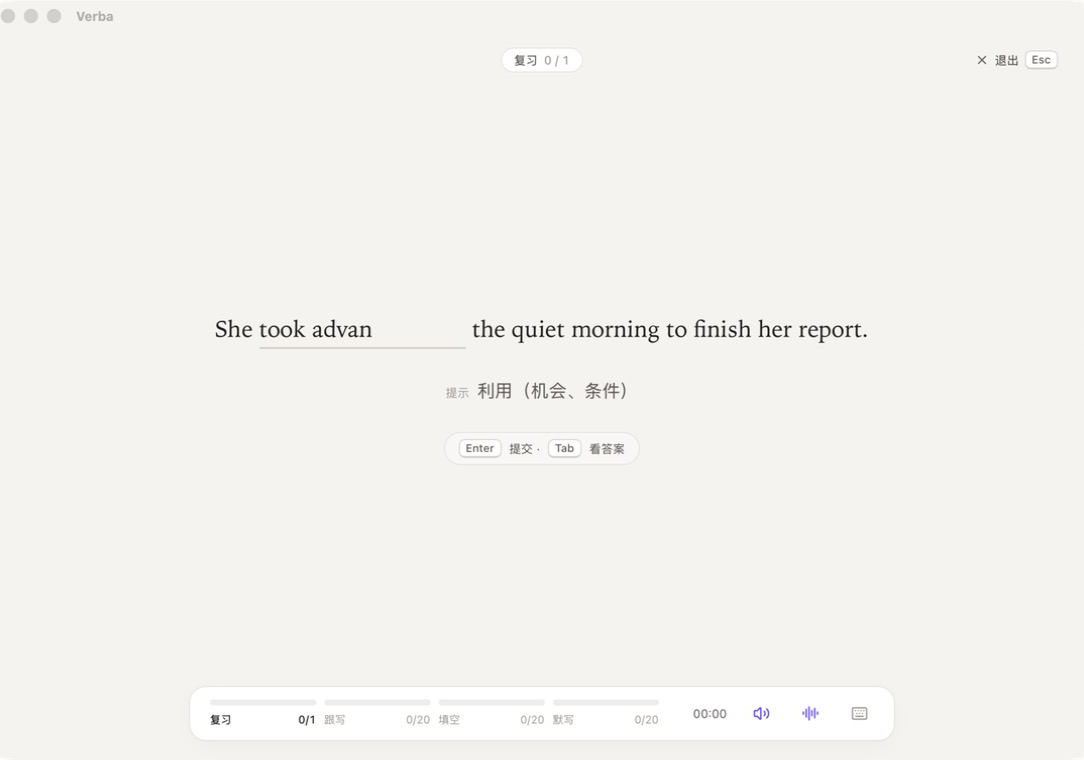 Verba
复习 0 / 1
× 退出 Esc
She took advan the quiet morning to finish her report.
提示 利用（机会、条件）
Enter 提交 · Tab 看答案
复习 0/1 跟写 0/20 填空 0/20 默写 0/20 00:00